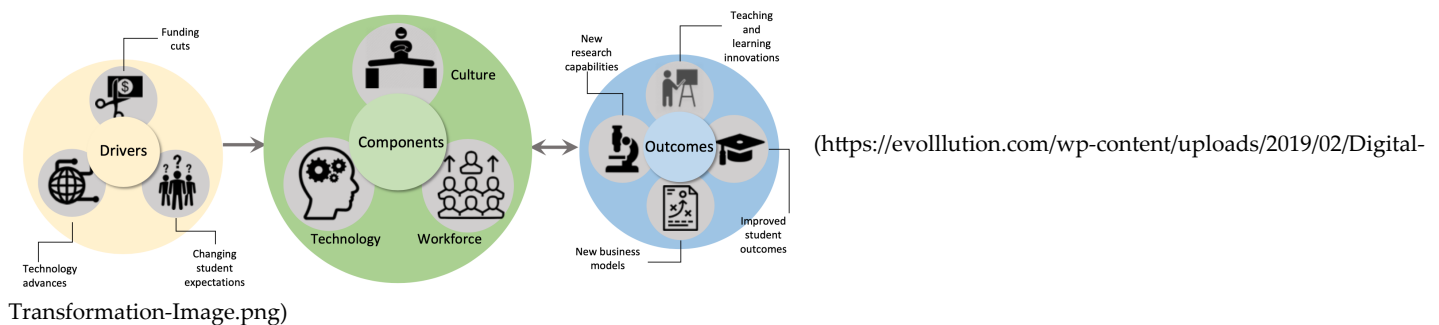 Funding
cuts
Drivers
Technology
advances
Changing
student
expectations
Culture
Components
Technology
Workforce
New
research
capabilities
Teaching
and
learning
innovations
Outcomes
New business
models
Improved
student
outcomes
(https://evolllution.com/wp-content/uploads/2019/02/Digital-
Transformation-Image.png)